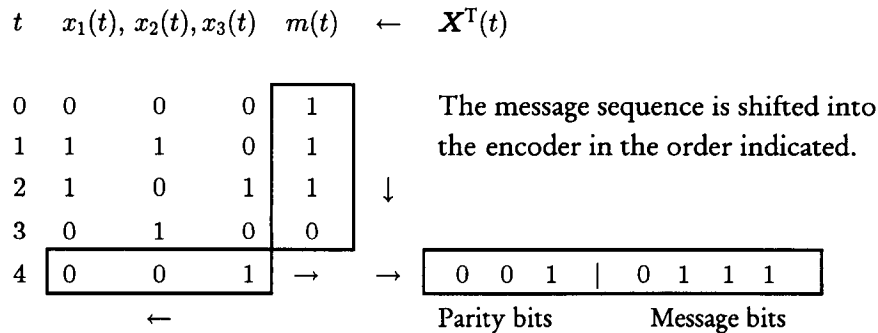 t x₁(t), x₂(t), x₃(t) m(t) ← Xᵀ(t)
0 0 0 0 1 The message sequence is shifted into
1 1 1 0 1 the encoder in the order indicated.
2 1 0 1 1 ↓
3 0 1 0 0
4 0 0 1 → → 0 0 1 | 0 1 1 1
← Parity bits Message bits